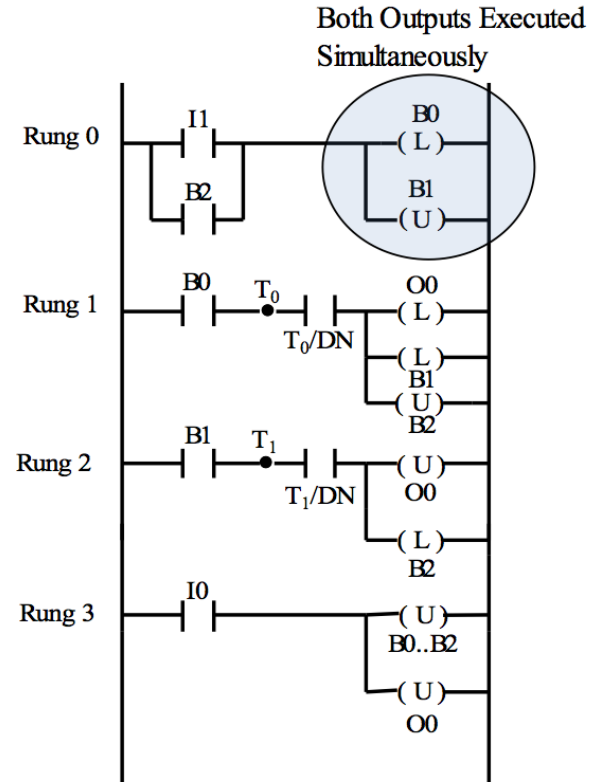 Both Outputs Executed
Simultaneously
Rung 0
I1
B0
( L )
B2
B1
( U )
Rung 1
B0
T₀
T₀/DN
O0
( L )
( L )
B1
( U )
B2
Rung 2
B1
T₁
T₁/DN
( U )
O0
( L )
B2
Rung 3
I0
( U )
B0..B2
( U )
O0